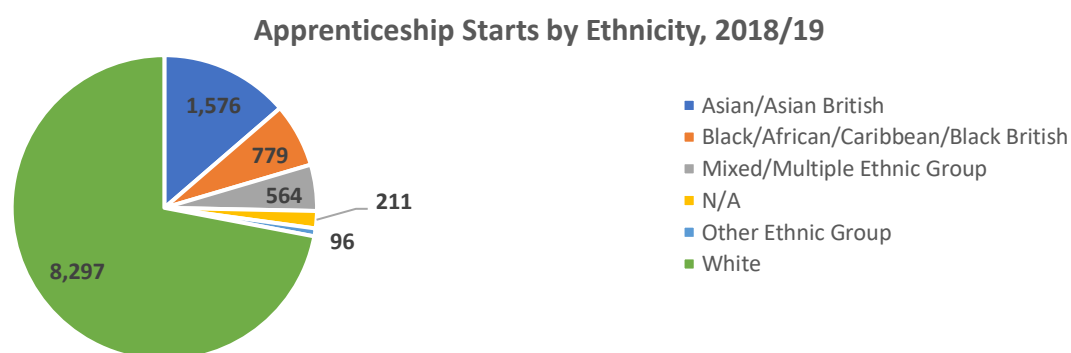 Apprenticeship Starts by Ethnicity, 2018/19
1,576
779
564
211
96
8,297
Asian/Asian British
Black/African/Caribbean/Black British
Mixed/Multiple Ethnic Group
N/A
Other Ethnic Group
White